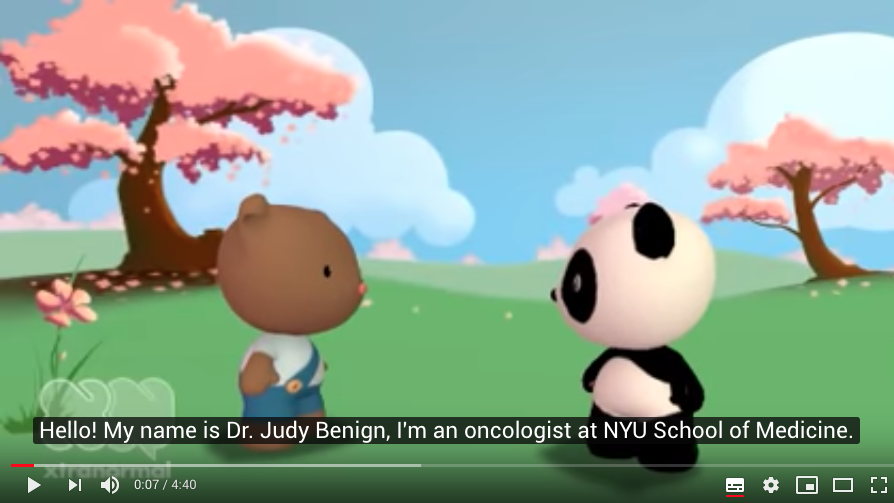 Hello! My name is Dr. Judy Benign, I'm an oncologist at NYU School of Medicine.
xtranormal
0:07 / 4:40